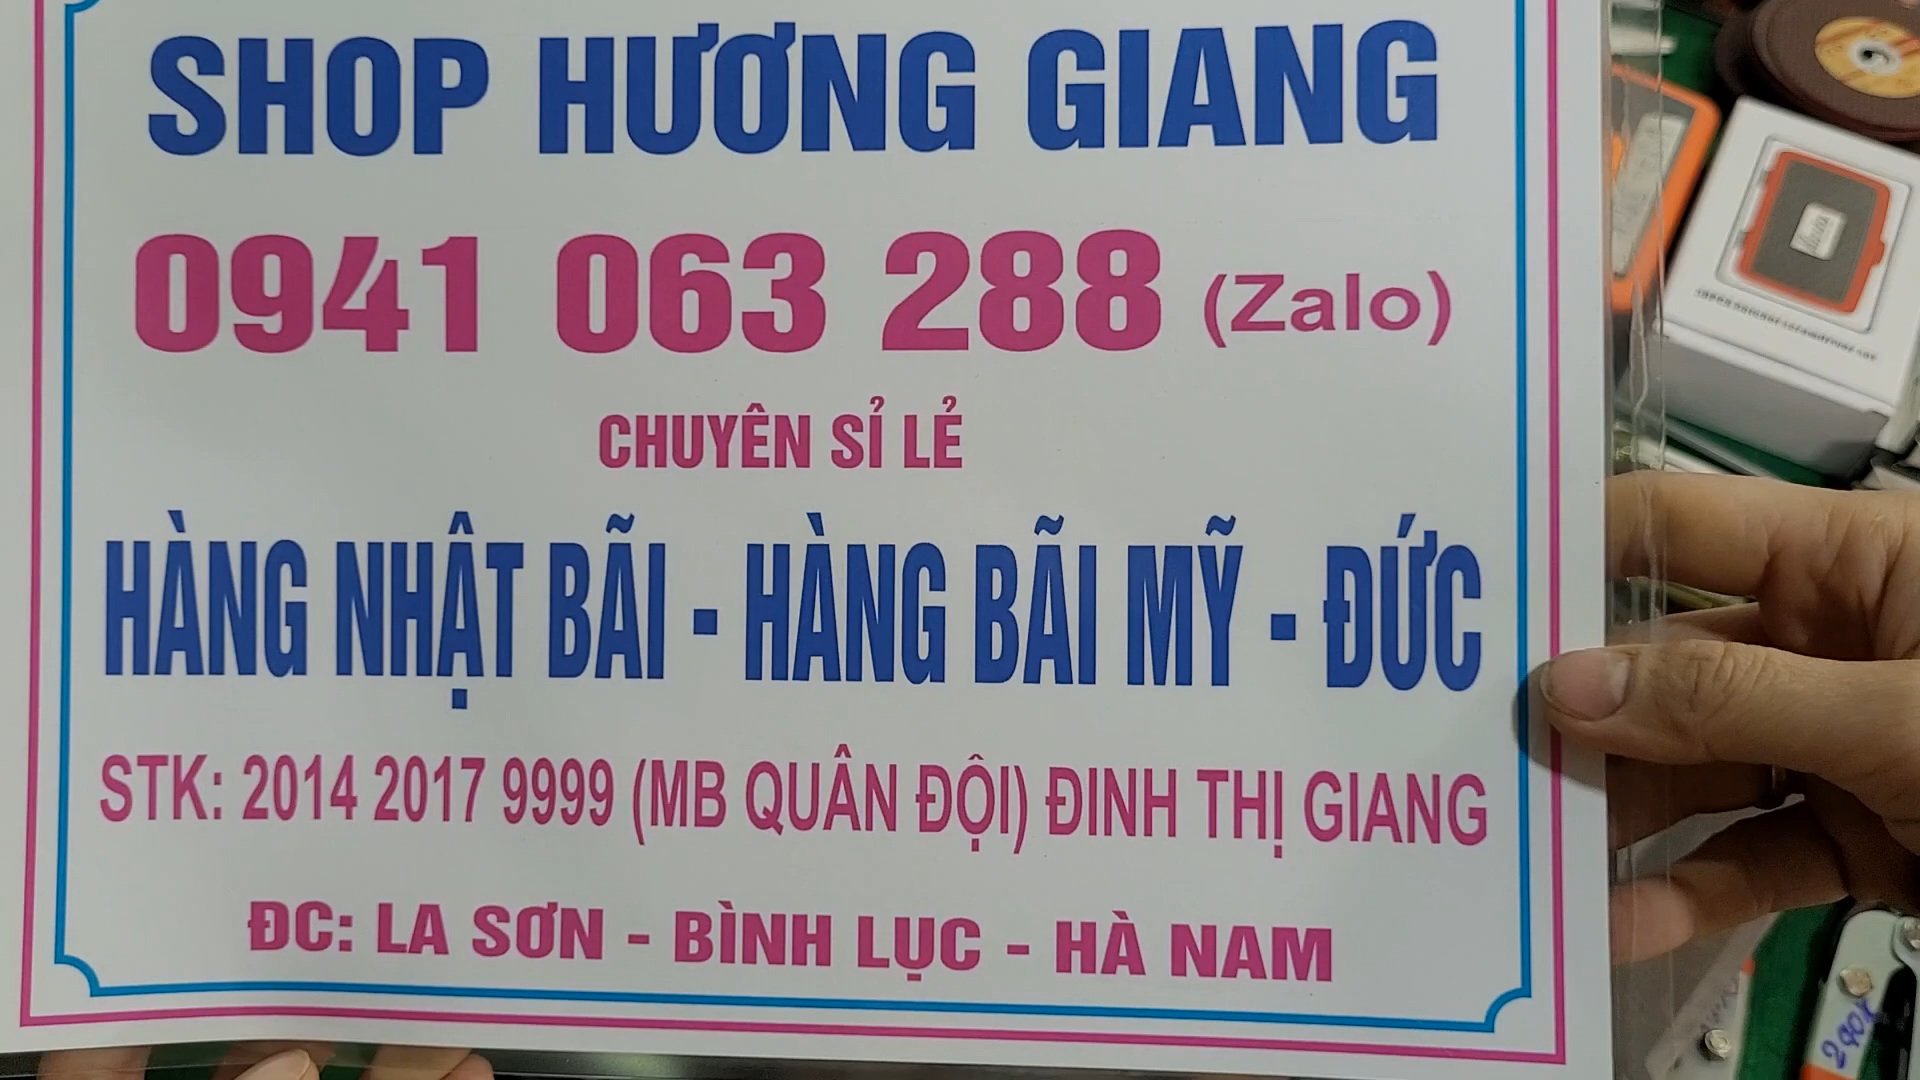 SHOP HƯƠNG GIANG
0941 063 288 (Zalo)
CHUYÊN SỈ LẺ
HÀNG NHẬT BÃI - HÀNG BÃI MỸ - ĐỨC
STK: 2014 2017 9999 (MB QUÂN ĐỘI) ĐINH THỊ GIANG
ĐC: LA SƠN - BÌNH LỤC - HÀ NAM
290K